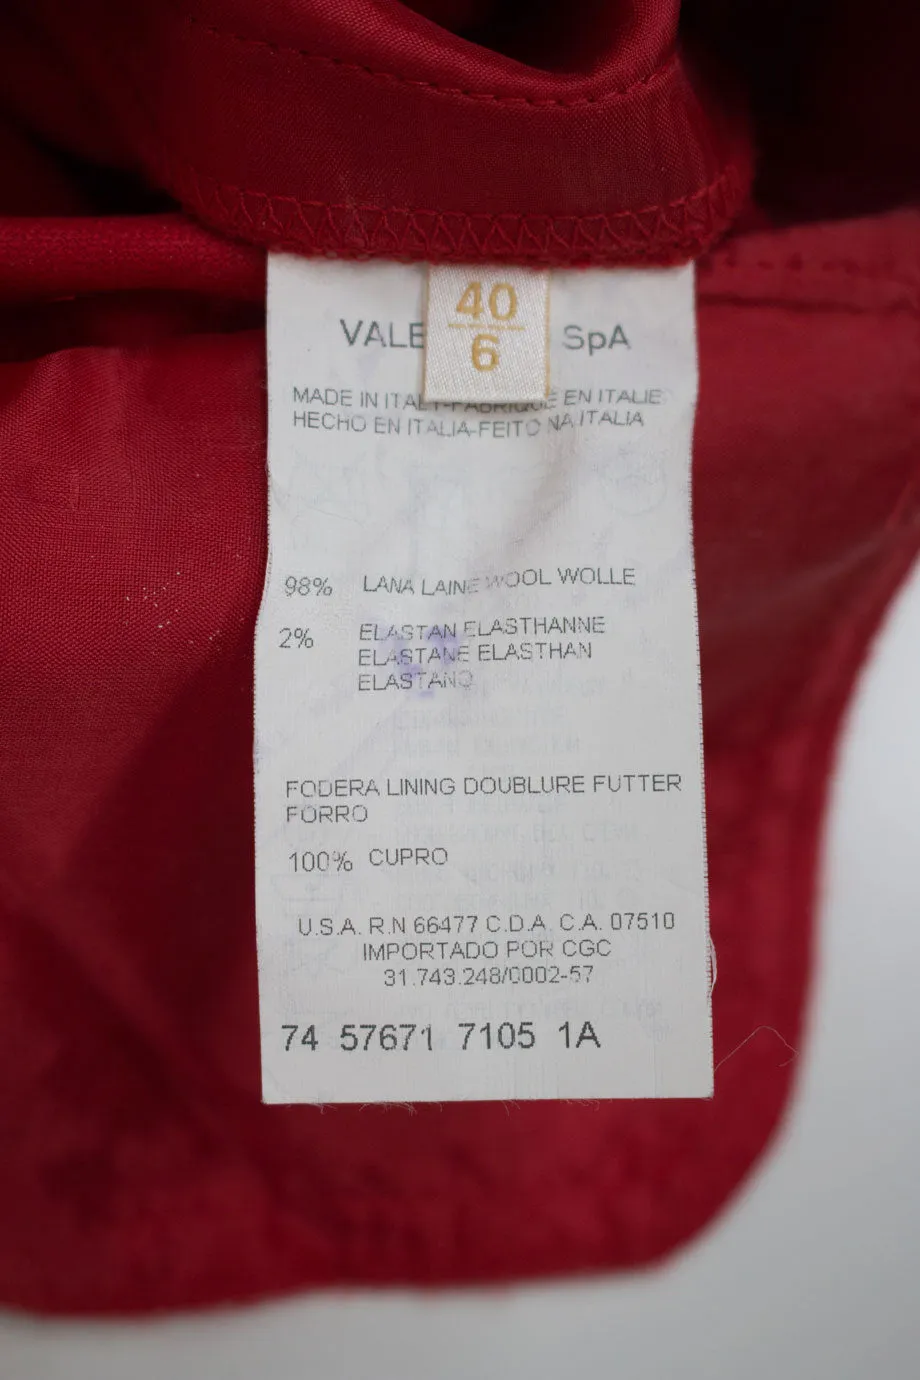 40
6
VALE SpA
MADE IN ITALY-FABRIQUÉ EN ITALIE
HECHO EN ITALIA-FEITO NA ITALIA
98% LANA LAINE WOOL WOLLE
2% ELASTAN ELASTHANNE
ELASTANE ELASTHAN
ELASTANO
FODERA LINING DOUBLURE FUTTER
FORRO
100% CUPRO
U.S.A. R.N 66477 C.D.A. C.A. 07510
IMPORTADO POR CGC
31.743.248/0002-57
74 57671 7105 1A